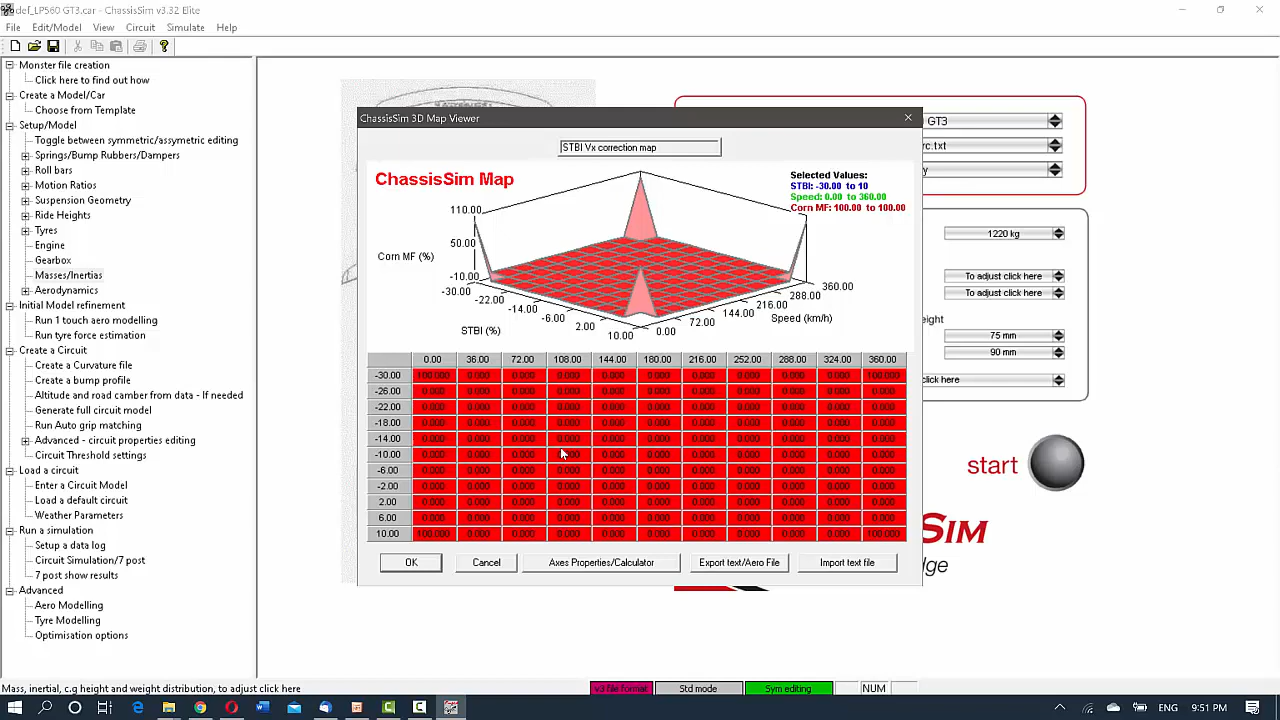 def_LP560 GT3.car - ChassisSim v3.32 Elite
File Edit/Model View Circuit Simulate Help
Monster file creation
Click here to find out how
Create a Model/Car
Choose from Template
Setup/Model
Toggle between symmetric/assymetric editing
Springs/Bump Rubbers/Dampers
Roll bars
Motion Ratios
Suspension Geometry
Ride Heights
Tyres
Engine
Gearbox
Masses/Inertias
Aerodynamics
Initial Model refinement
Run 1 touch aero modelling
Run tyre force estimation
Create a Circuit
Create a Curvature file
Create a bump profile
Altitude and road camber from data - If needed
Generate full circuit model
Run Auto grip matching
Advanced - circuit properties editing
Circuit Threshold settings
Load a circuit
Enter a Circuit Model
Load a default circuit
Weather Parameters
Run a simulation
Setup a data log
Circuit Simulation/7 post
7 post show results
Advanced
Aero Modelling
Tyre Modelling
Optimisation options
ChassisSim 3D Map Viewer
STBI Vx correction map
ChassisSim Map
Selected Values:
STBI: -30.00 to 10
Speed: 0.00 to 360.00
Corn MF: 100.00 to 100.00
110.00
50.00
-10.00
Corn MF (%)
-30.00
-22.00
-14.00
-6.00
2.00
10.00
STBI (%)
0.00
72.00
144.00
216.00
288.00
360.00
Speed (km/h)
0.00 36.00 72.00 108.00 144.00 180.00 216.00 252.00 288.00 324.00 360.00
-30.00 100.000 0.000 0.000 0.000 0.000 0.000 0.000 0.000 0.000 0.000 100.000
-26.00 0.000 0.000 0.000 0.000 0.000 0.000 0.000 0.000 0.000 0.000 0.000
-22.00 0.000 0.000 0.000 0.000 0.000 0.000 0.000 0.000 0.000 0.000 0.000
-18.00 0.000 0.000 0.000 0.000 0.000 0.000 0.000 0.000 0.000 0.000 0.000
-14.00 0.000 0.000 0.000 0.000 0.000 0.000 0.000 0.000 0.000 0.000 0.000
-10.00 0.000 0.000 0.000 0.000 0.000 0.000 0.000 0.000 0.000 0.000 0.000
-6.00 0.000 0.000 0.000 0.000 0.000 0.000 0.000 0.000 0.000 0.000 0.000
-2.00 0.000 0.000 0.000 0.000 0.000 0.000 0.000 0.000 0.000 0.000 0.000
2.00 0.000 0.000 0.000 0.000 0.000 0.000 0.000 0.000 0.000 0.000 0.000
6.00 0.000 0.000 0.000 0.000 0.000 0.000 0.000 0.000 0.000 0.000 0.000
10.00 100.000 0.000 0.000 0.000 0.000 0.000 0.000 0.000 0.000 0.000 100.000
OK Cancel Axes Properties/Calculator Export text/Aero File Import text file
GT3
rc.txt
y
1220 kg
To adjust click here
To adjust click here
eight
75 mm
90 mm
click here
start
Sim
dge
Mass, inertial, c.g height and weight distribution, to adjust click here
v3 file format Std mode Sym editing NUM
ENG 9:51 PM